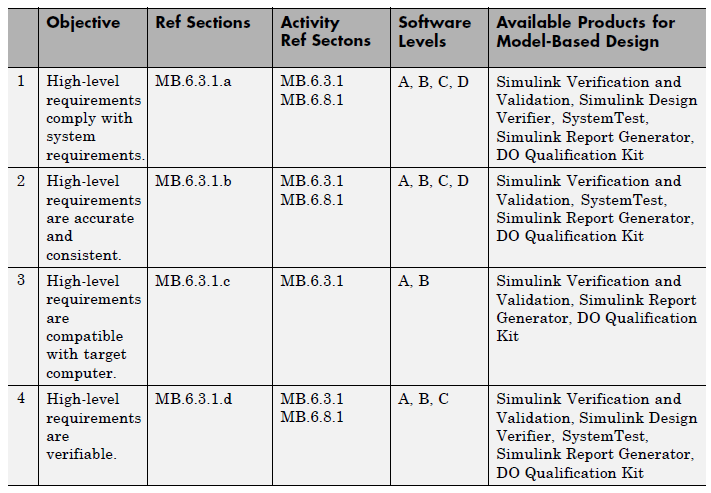 Objective Ref Sections Activity Ref Sectons Software Levels Available Products for Model-Based Design
1 High-level requirements comply with system requirements. MB.6.3.1.a MB.6.3.1 MB.6.8.1 A, B, C, D Simulink Verification and Validation, Simulink Design Verifier, SystemTest, Simulink Report Generator, DO Qualification Kit
2 High-level requirements are accurate and consistent. MB.6.3.1.b MB.6.3.1 MB.6.8.1 A, B, C, D Simulink Verification and Validation, SystemTest, Simulink Report Generator, DO Qualification Kit
3 High-level requirements are compatible with target computer. MB.6.3.1.c MB.6.3.1 A, B Simulink Verification and Validation, Simulink Report Generator, DO Qualification Kit
4 High-level requirements are verifiable. MB.6.3.1.d MB.6.3.1 MB.6.8.1 A, B, C Simulink Verification and Validation, Simulink Design Verifier, SystemTest, Simulink Report Generator, DO Qualification Kit